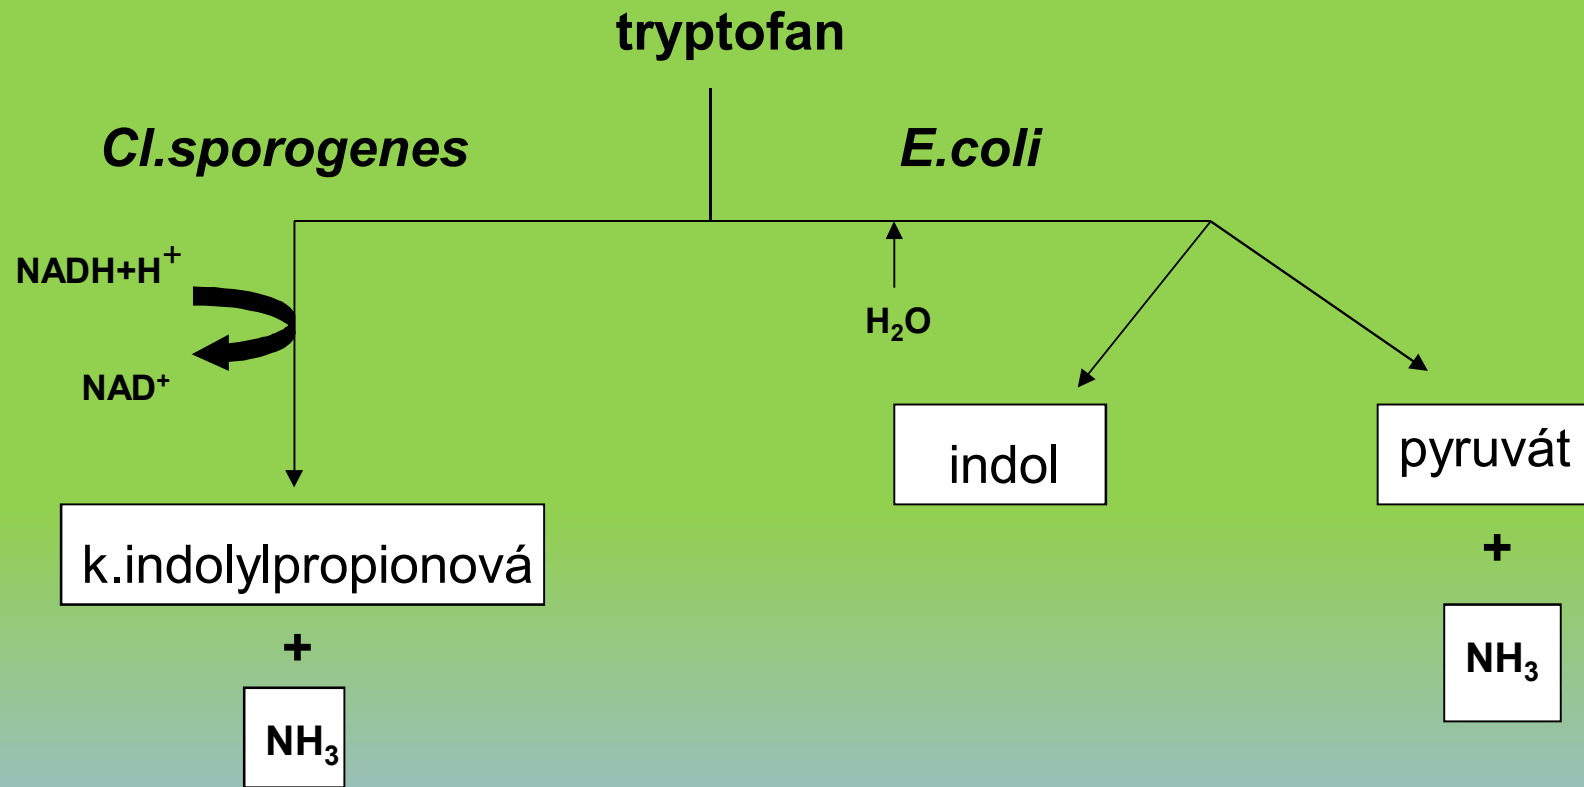 tryptofan
Cl.sporogenes
E.coli
NADH+H⁺
H₂O
NAD⁺
indol
pyruvát
k.indolylpropionová
+
NH₃
+
NH₃